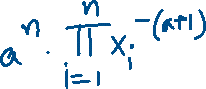 a^n · ∏_{i=1}^{n} x_i^{-(a+1)}